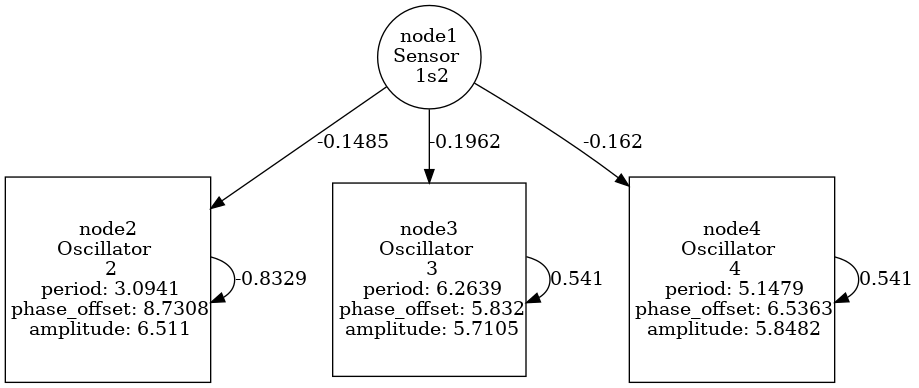 node1
Sensor
1s2
-0.1485
-0.1962
-0.162
node2
Oscillator
2
period: 3.0941
phase_offset: 8.7308
amplitude: 6.511
-0.8329
node3
Oscillator
3
period: 6.2639
phase_offset: 5.832
amplitude: 5.7105
0.541
node4
Oscillator
4
period: 5.1479
phase_offset: 6.5363
amplitude: 5.8482
0.541